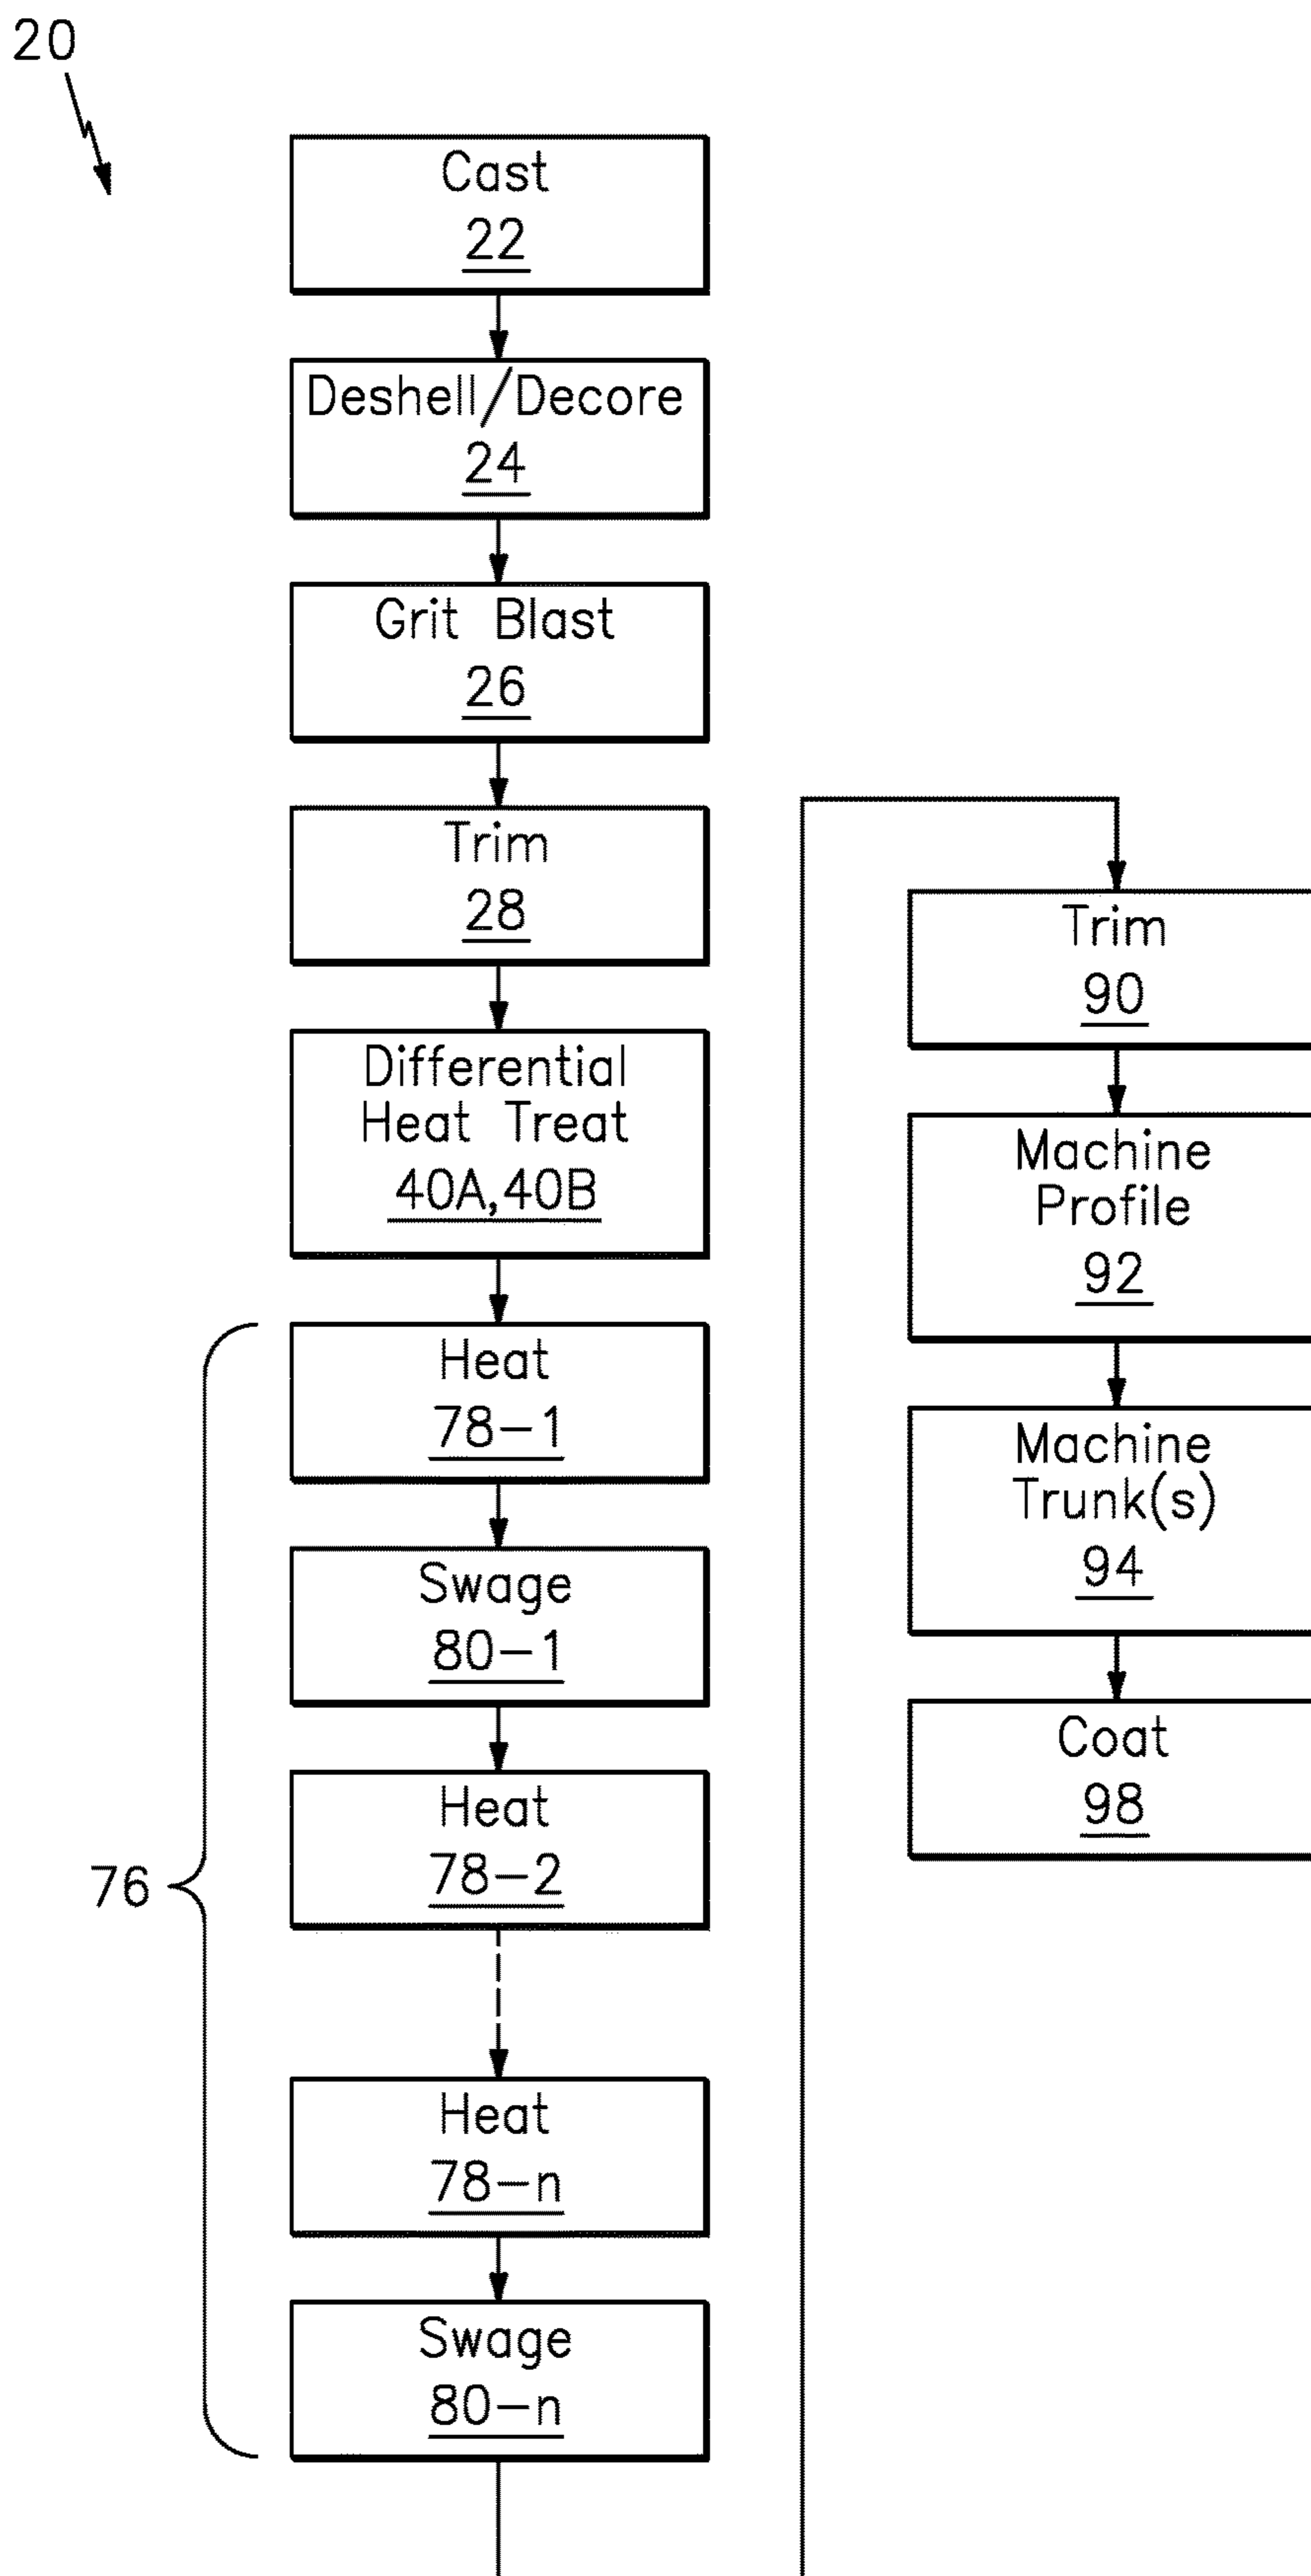 20
Cast
22
Deshell/Decore
24
Grit Blast
26
Trim
28
Differential
Heat Treat
40A,40B
Heat
78-1
Swage
80-1
Heat
78-2
76
Heat
78-n
Swage
80-n
Trim
90
Machine
Profile
92
Machine
Trunk(s)
94
Coat
98